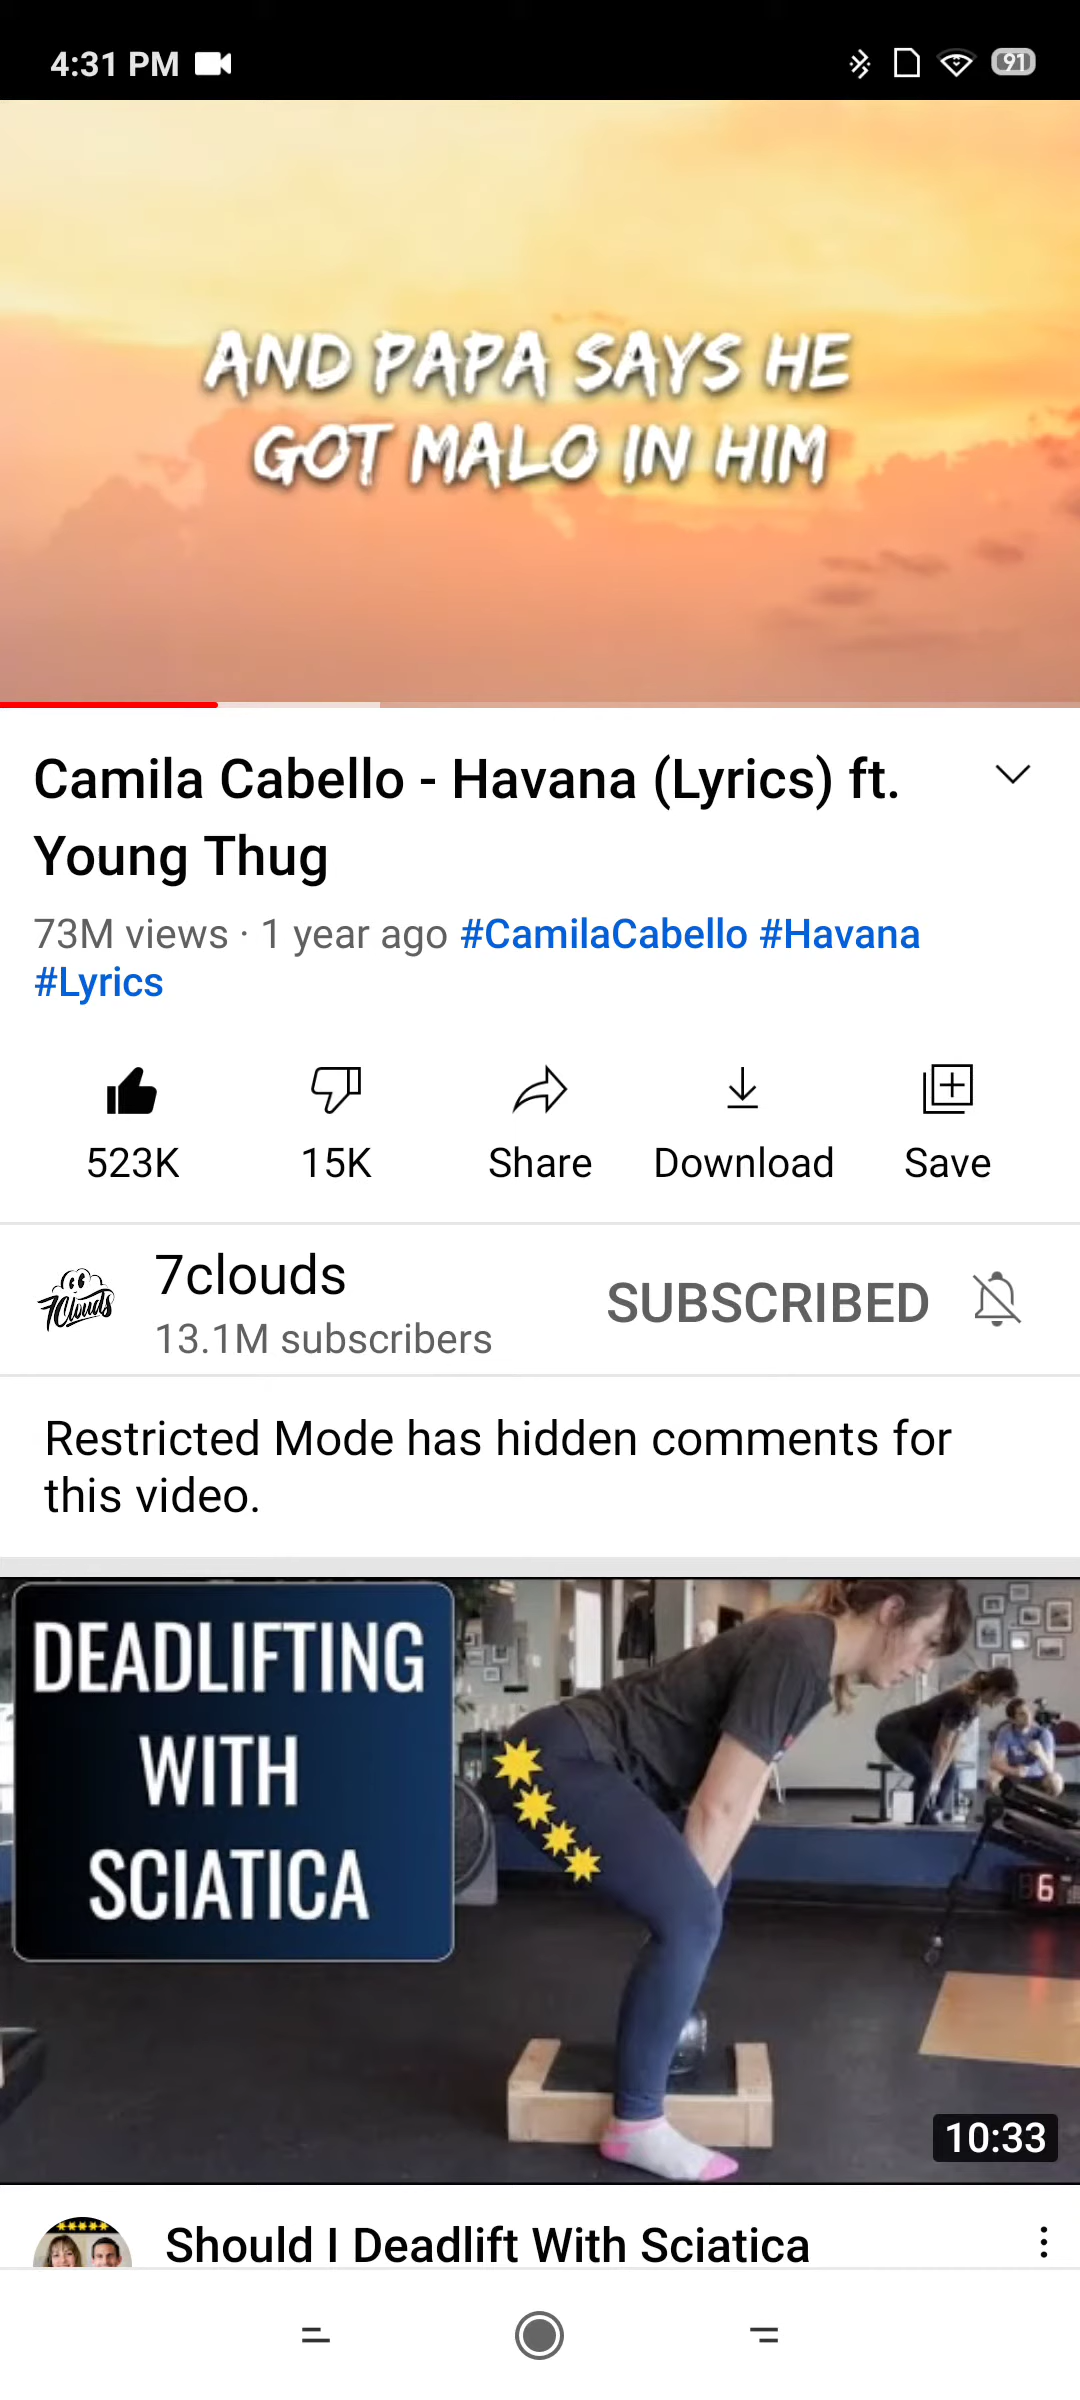 4:31 PM
91
AND PAPA SAYS HE
GOT MALO IN HIM
Camila Cabello - Havana (Lyrics) ft.
Young Thug
73M views · 1 year ago #CamilaCabello #Havana
#Lyrics
523K
15K
Share
Download
Save
7clouds
7clouds
13.1M subscribers
SUBSCRIBED
Restricted Mode has hidden comments for
this video.
DEADLIFTING
WITH
SCIATICA
6
10:33
Should I Deadlift With Sciatica